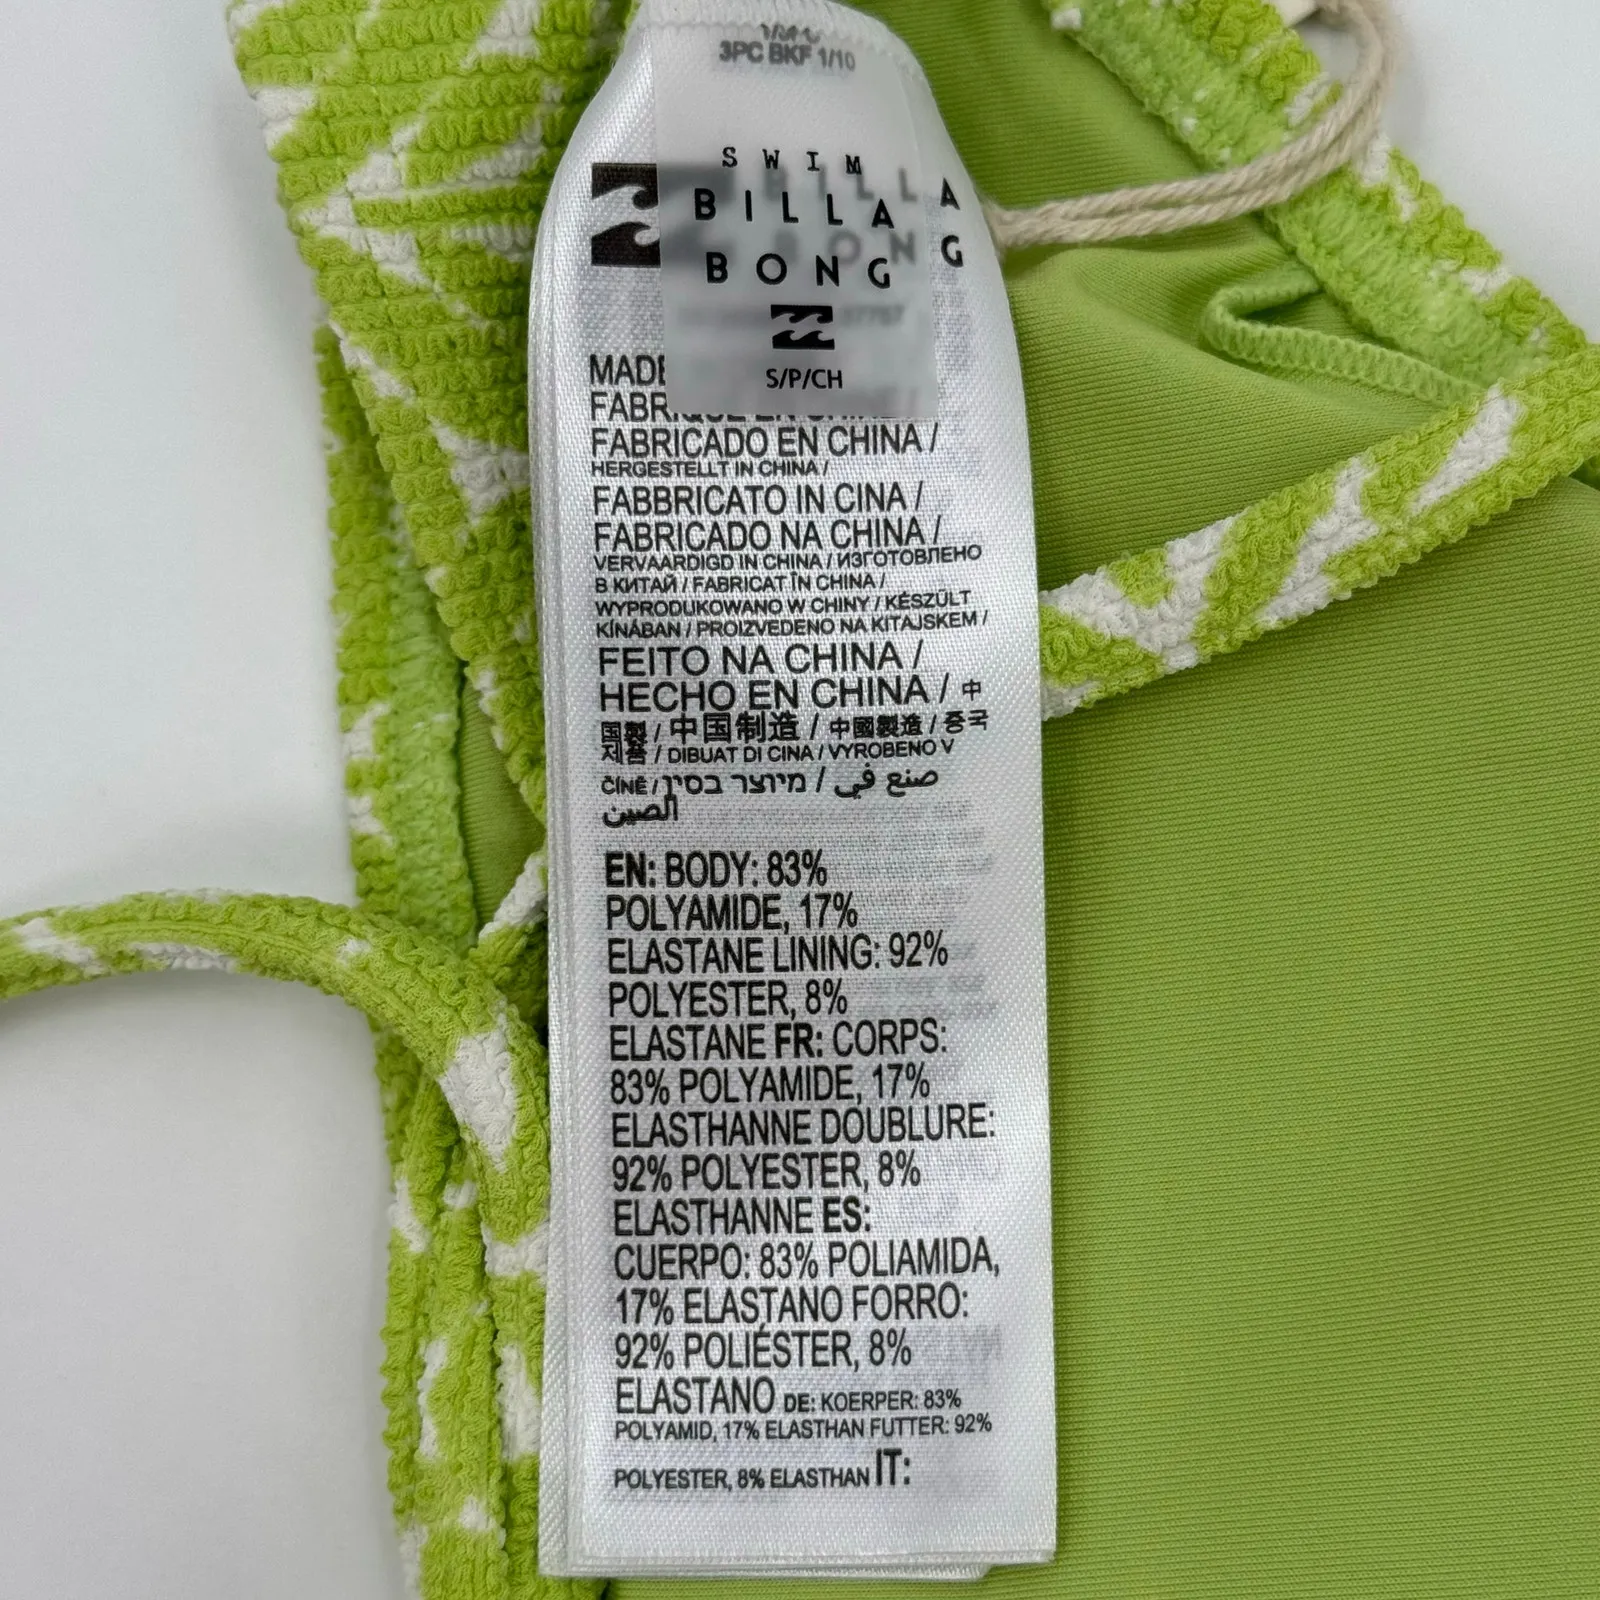 3PC BKF 1/10
SWIM
BILLA
BONG
S/P/CH
MADE
FABRIQUÉ EN CHINE /
FABRICADO EN CHINA /
HERGESTELLT IN CHINA /
FABBRICATO IN CINA /
FABRICADO NA CHINA /
VERVAARDIGD IN CHINA / ИЗГОТОВЛЕНО
В КИТАЙ / FABRICAT ÎN CHINA /
WYPRODUKOWANO W CHINY / KÉSZÜLT
KÍNÁBAN / PROIZVEDENO NA KITAJSKEM /
FEITO NA CHINA /
HECHO EN CHINA / 中
国製 / 中国制造 / 中國製造 / 중국
제품 / DIBUAT DI CINA / VYROBENO V
ČÍNĚ / מיוצר בסין / صنع في
الصين
EN: BODY: 83%
POLYAMIDE, 17%
ELASTANE LINING: 92%
POLYESTER, 8%
ELASTANE FR: CORPS:
83% POLYAMIDE, 17%
ELASTHANNE DOUBLURE:
92% POLYESTER, 8%
ELASTHANNE ES:
CUERPO: 83% POLIAMIDA,
17% ELASTANO FORRO:
92% POLIÉSTER, 8%
ELASTANO DE: KOERPER: 83%
POLYAMID, 17% ELASTHAN FUTTER: 92%
POLYESTER, 8% ELASTHAN IT: